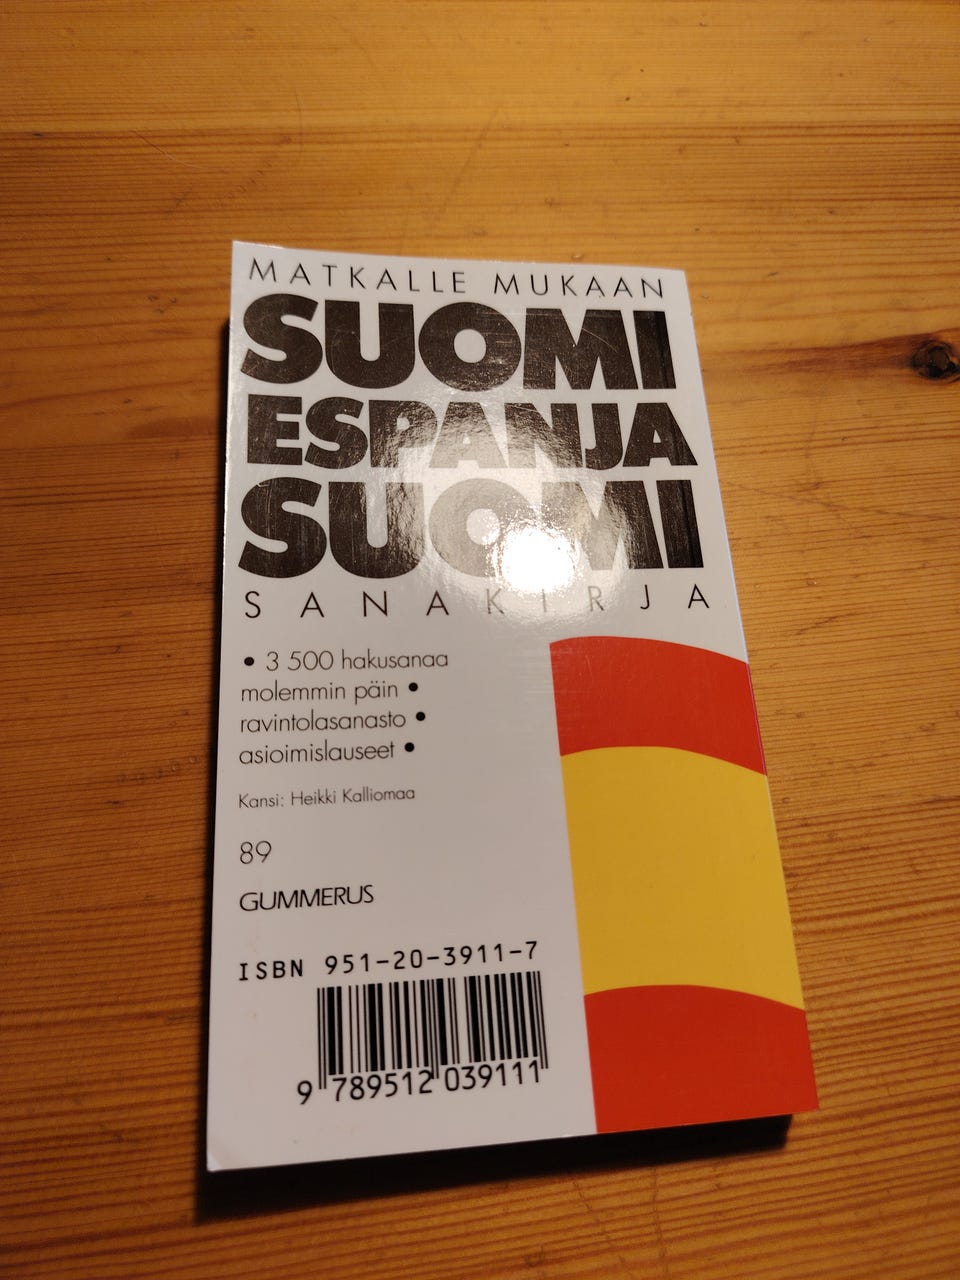 MATKALLE MUKAAN
SUOMI
ESPANJA
SUOMI
SANAKIRJA
• 3 500 hakusanaa
molemmin päin •
ravintolasanasto •
asioimislauseet •
Kansi: Heikki Kalliomaa
89
GUMMERUS
ISBN 951-20-3911-7
9 789512 039111